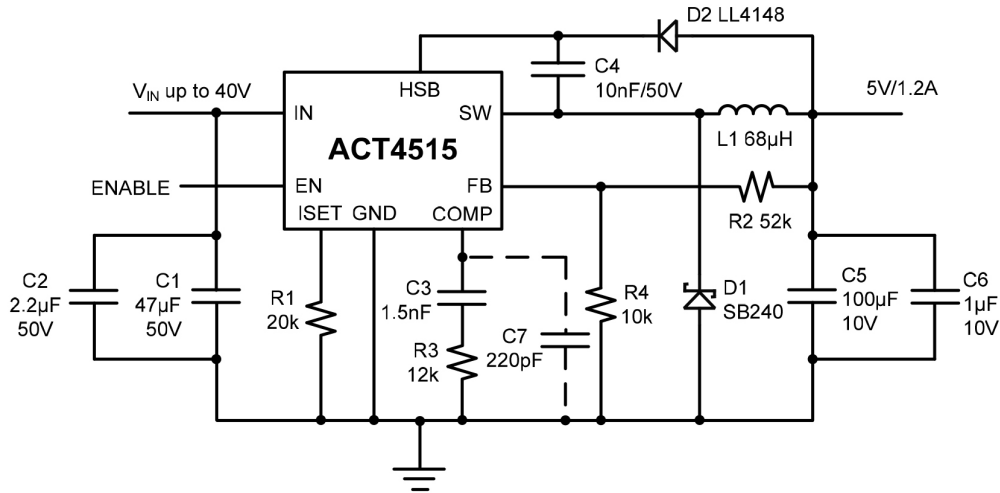 D2 LL4148
C4
10nF/50V
HSB
V_IN up to 40V
IN
SW
5V/1.2A
ACT4515
L1 68µH
ENABLE
EN
FB
ISET GND COMP
R2 52k
C2
2.2µF
50V
C1
47µF
50V
R1
20k
C3
1.5nF
R3
12k
C7
220pF
R4
10k
D1
SB240
C5
100µF
10V
C6
1µF
10V